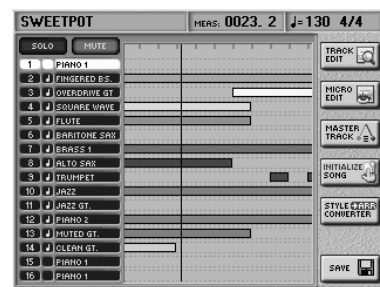 SWEETPOT MEAS: 0023. 2 ♩=130 4/4
SOLO MUTE
1 PIANO 1
2 FINGERED BS.
3 OVERDRIVE GT
4 SQUARE WAVE
5 FLUTE
6 BARITONE SAX
7 BRASS 1
8 ALTO SAX
9 TRUMPET
10 JAZZ
11 JAZZ GT.
12 PIANO 2
13 MUTED GT.
14 CLEAN GT.
15 PIANO 1
16 PIANO 1
TRACK
EDIT
MICRO
EDIT
MASTER
TRACK
INITIALIZE
SONG
STYLE ARR
CONVERTER
SAVE